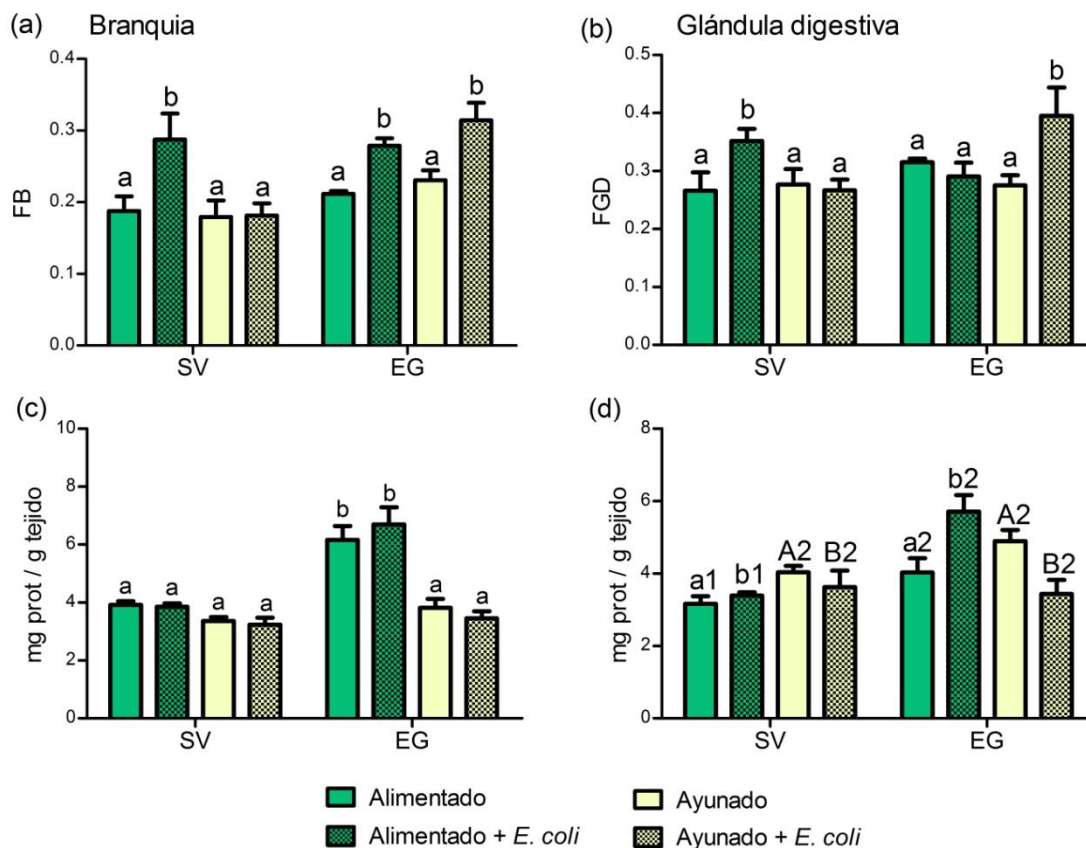 (a) Branquia
0.4
0.3
0.2
0.1
0.0
FB
a b a a a b a b
SV EG
(b) Glándula digestiva
0.5
0.4
0.3
0.2
0.1
0.0
FGD
a b a a a a a b
SV EG
(c)
10
8
6
4
2
0
mg prot / g tejido
a a a a b b a a
SV EG
(d)
8
6
4
2
0
mg prot / g tejido
a1 b1 A2 B2 a2 b2 A2 B2
SV EG
Alimentado
Alimentado + E. coli
Ayunado
Ayunado + E. coli